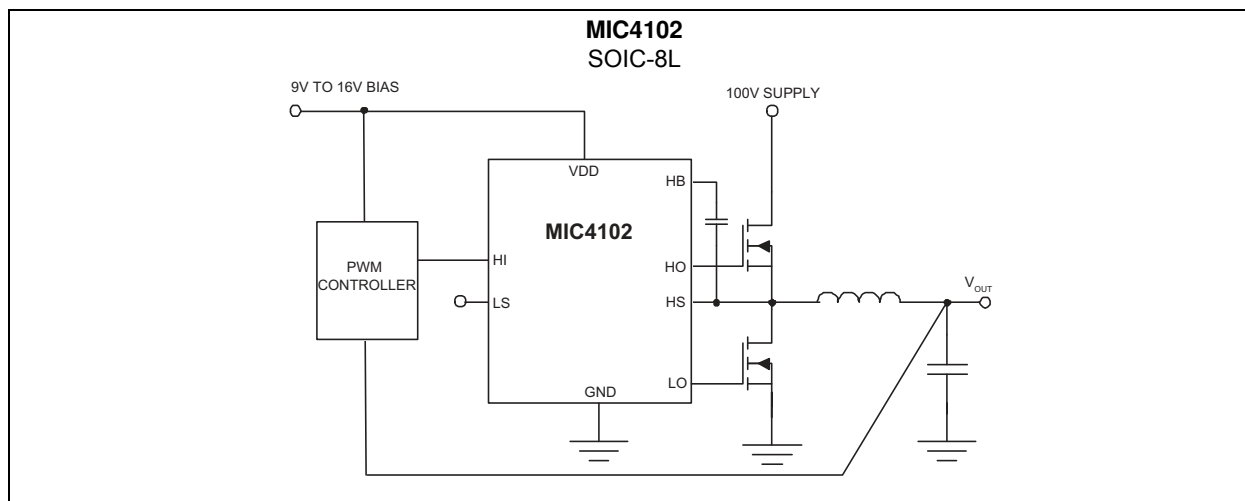 MIC4102
SOIC-8L
9V TO 16V BIAS
100V SUPPLY
VDD
HB
MIC4102
PWM
CONTROLLER
HI
HO
LS
HS
VOUT
LO
GND